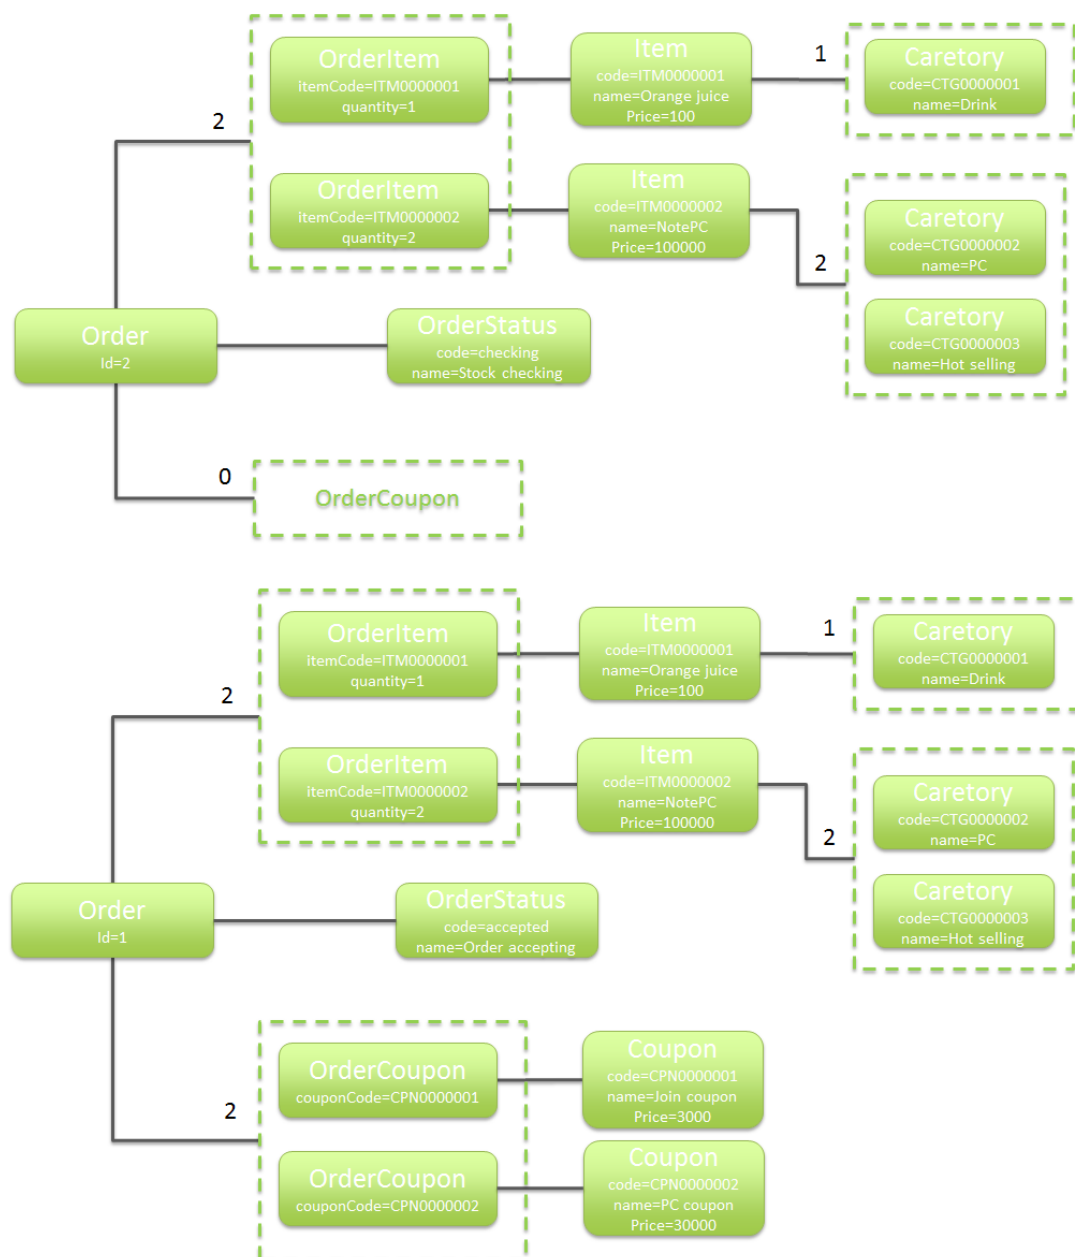 OrderItem
itemCode=ITM0000001
quantity=1
Item
code=ITM0000001
name=Orange juice
Price=100
1
Caretory
code=CTG0000001
name=Drink
2
OrderItem
itemCode=ITM0000002
quantity=2
Item
code=ITM0000002
name=NotePC
Price=100000
2
Caretory
code=CTG0000002
name=PC
Caretory
code=CTG0000003
name=Hot selling
Order
Id=2
OrderStatus
code=checking
name=Stock checking
0
OrderCoupon
OrderItem
itemCode=ITM0000001
quantity=1
Item
code=ITM0000001
name=Orange juice
Price=100
1
Caretory
code=CTG0000001
name=Drink
2
OrderItem
itemCode=ITM0000002
quantity=2
Item
code=ITM0000002
name=NotePC
Price=100000
2
Caretory
code=CTG0000002
name=PC
Caretory
code=CTG0000003
name=Hot selling
Order
Id=1
OrderStatus
code=accepted
name=Order accepting
2
OrderCoupon
couponCode=CPN0000001
Coupon
code=CPN0000001
name=Join coupon
Price=3000
OrderCoupon
couponCode=CPN0000002
Coupon
code=CPN0000002
name=PC coupon
Price=30000